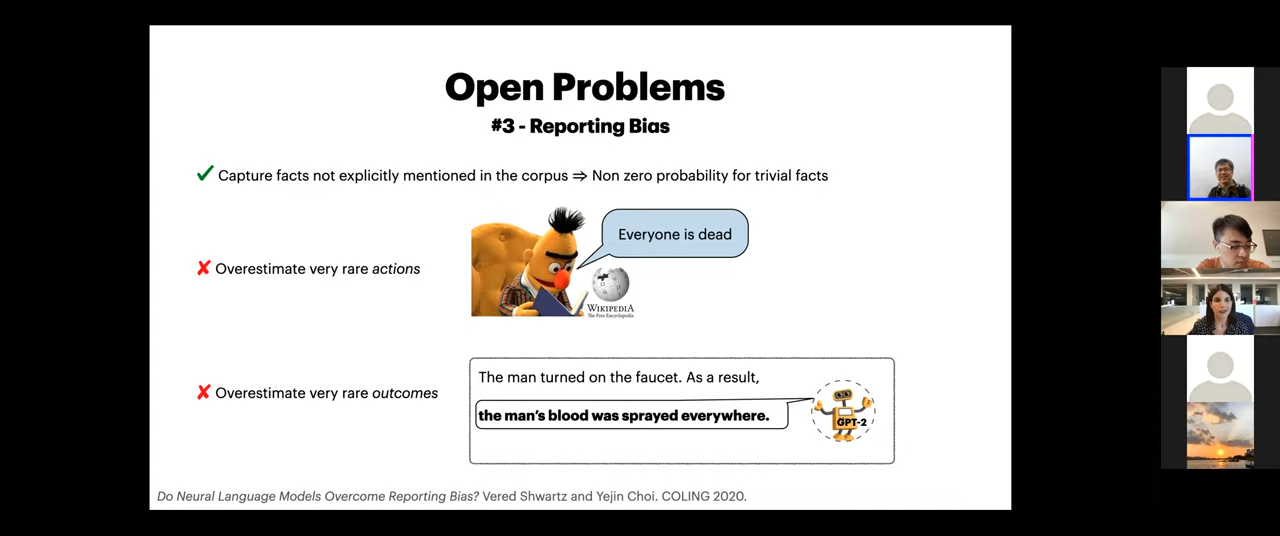 Open Problems
#3 - Reporting Bias
✓ Capture facts not explicitly mentioned in the corpus ⇒ Non zero probability for trivial facts
Everyone is dead
✘ Overestimate very rare actions
WIKIPEDIA
The Free Encyclopedia
The man turned on the faucet. As a result,
✘ Overestimate very rare outcomes
the man's blood was sprayed everywhere.
GPT-2
Do Neural Language Models Overcome Reporting Bias? Vered Shwartz and Yejin Choi. COLING 2020.